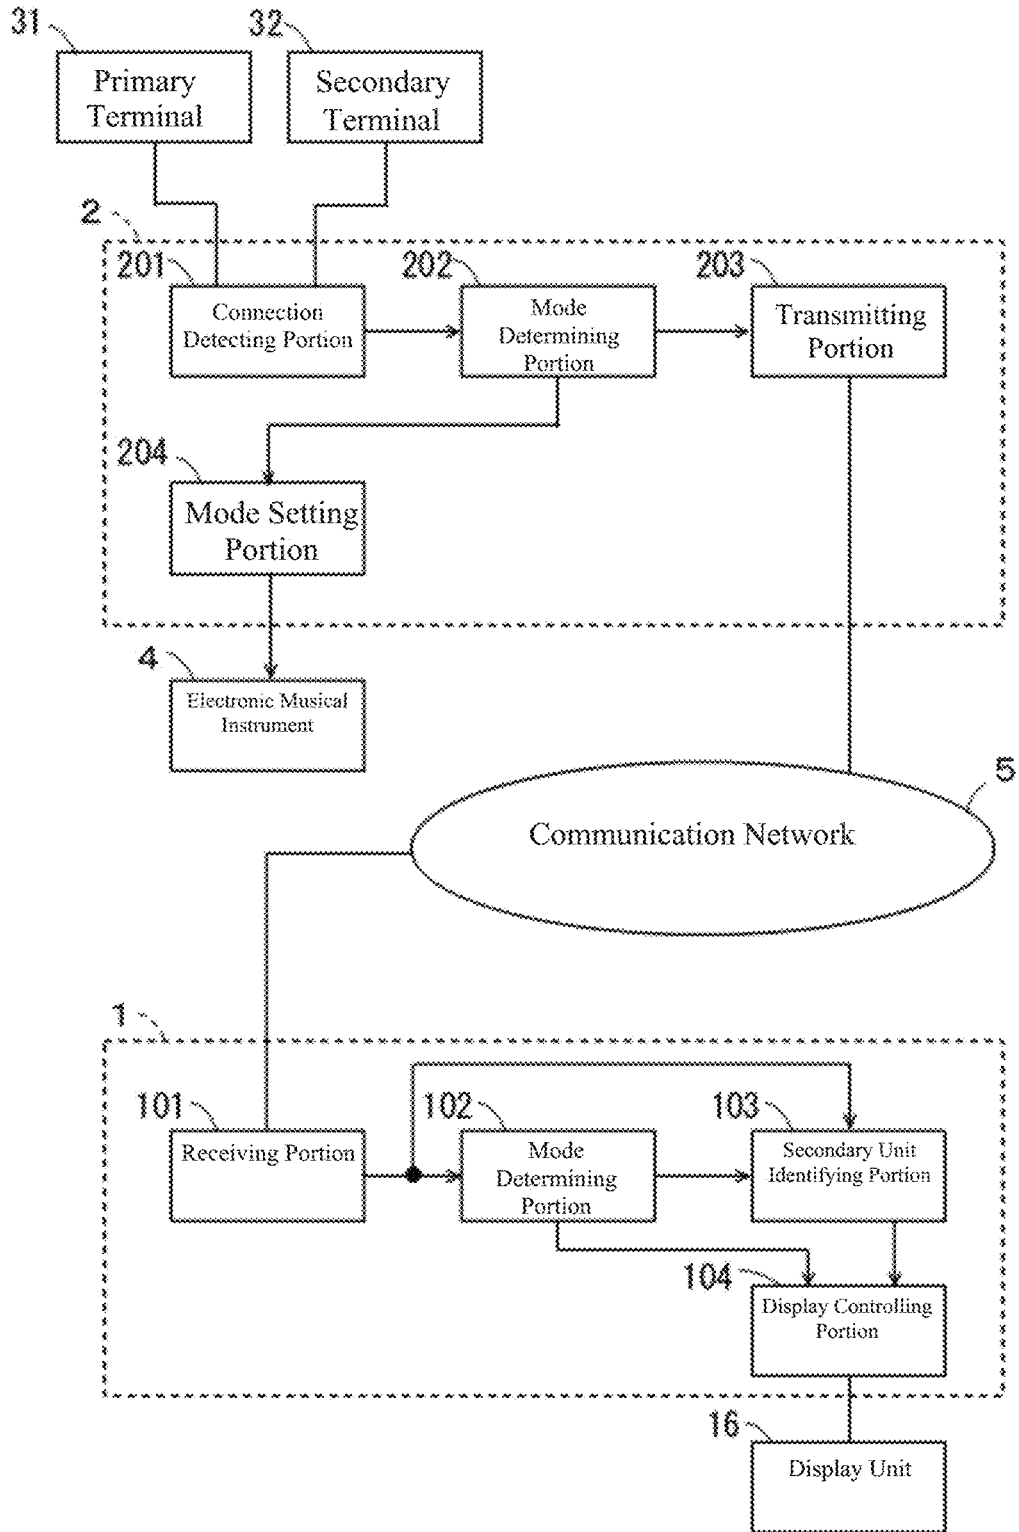 31
32
Primary
Terminal
Secondary
Terminal
2
201
202
203
Connection
Detecting Portion
Mode
Determining
Portion
Transmitting
Portion
204
Mode Setting
Portion
4
Electronic Musical
Instrument
5
Communication Network
1
101
102
103
Receiving Portion
Mode
Determining
Portion
Secondary Unit
Identifying Portion
104
Display Controlling
Portion
16
Display Unit